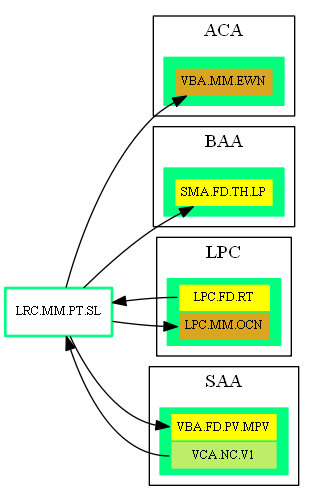 ACA
VBA.MM.EWN
BAA
SMA.FD.TH.LP
LPC
LPC.FD.RT
LPC.MM.OCN
LRC.MM.PT.SL
SAA
VBA.FD.PV.MPV
VCA.NC.V1